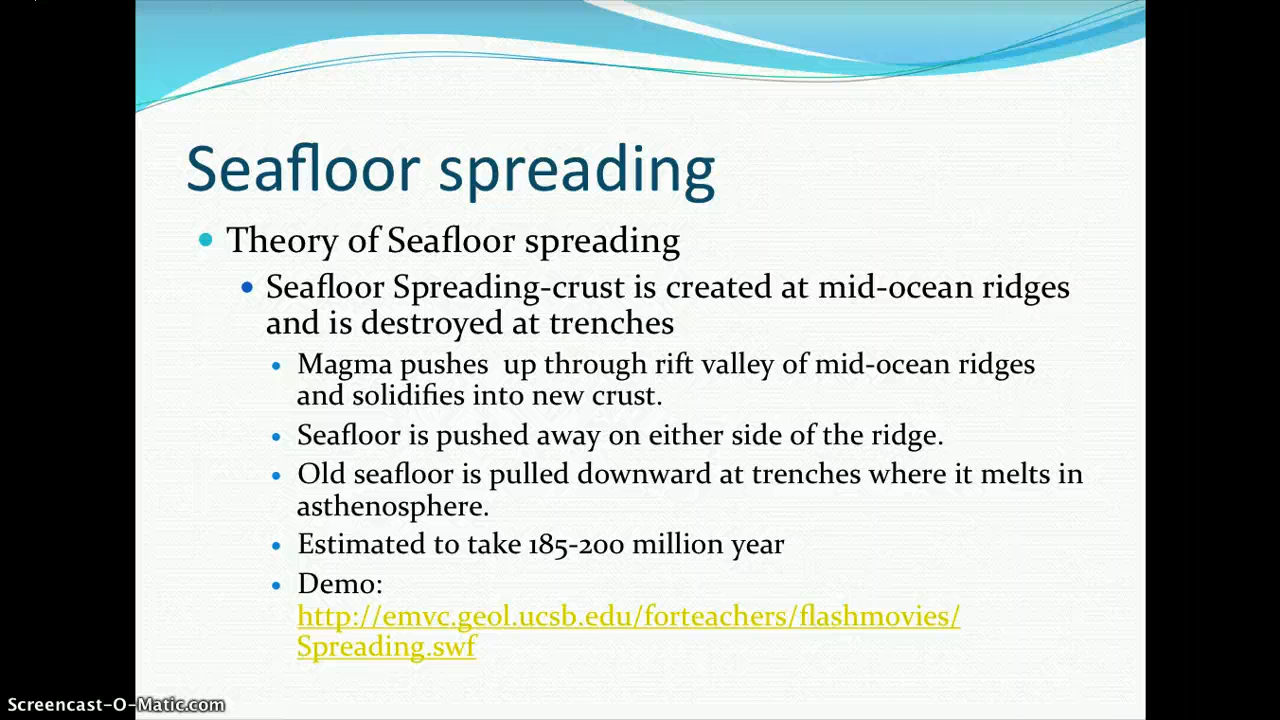 Seafloor spreading
Theory of Seafloor spreading
Seafloor Spreading-crust is created at mid-ocean ridges
and is destroyed at trenches
Magma pushes  up through rift valley of mid-ocean ridges
and solidifies into new crust.
Seafloor is pushed away on either side of the ridge.
Old seafloor is pulled downward at trenches where it melts in
asthenosphere.
Estimated to take 185-200 million year
Demo:
http://emvc.geol.ucsb.edu/forteachers/flashmovies/
Spreading.swf
Screencast-O-Matic.com